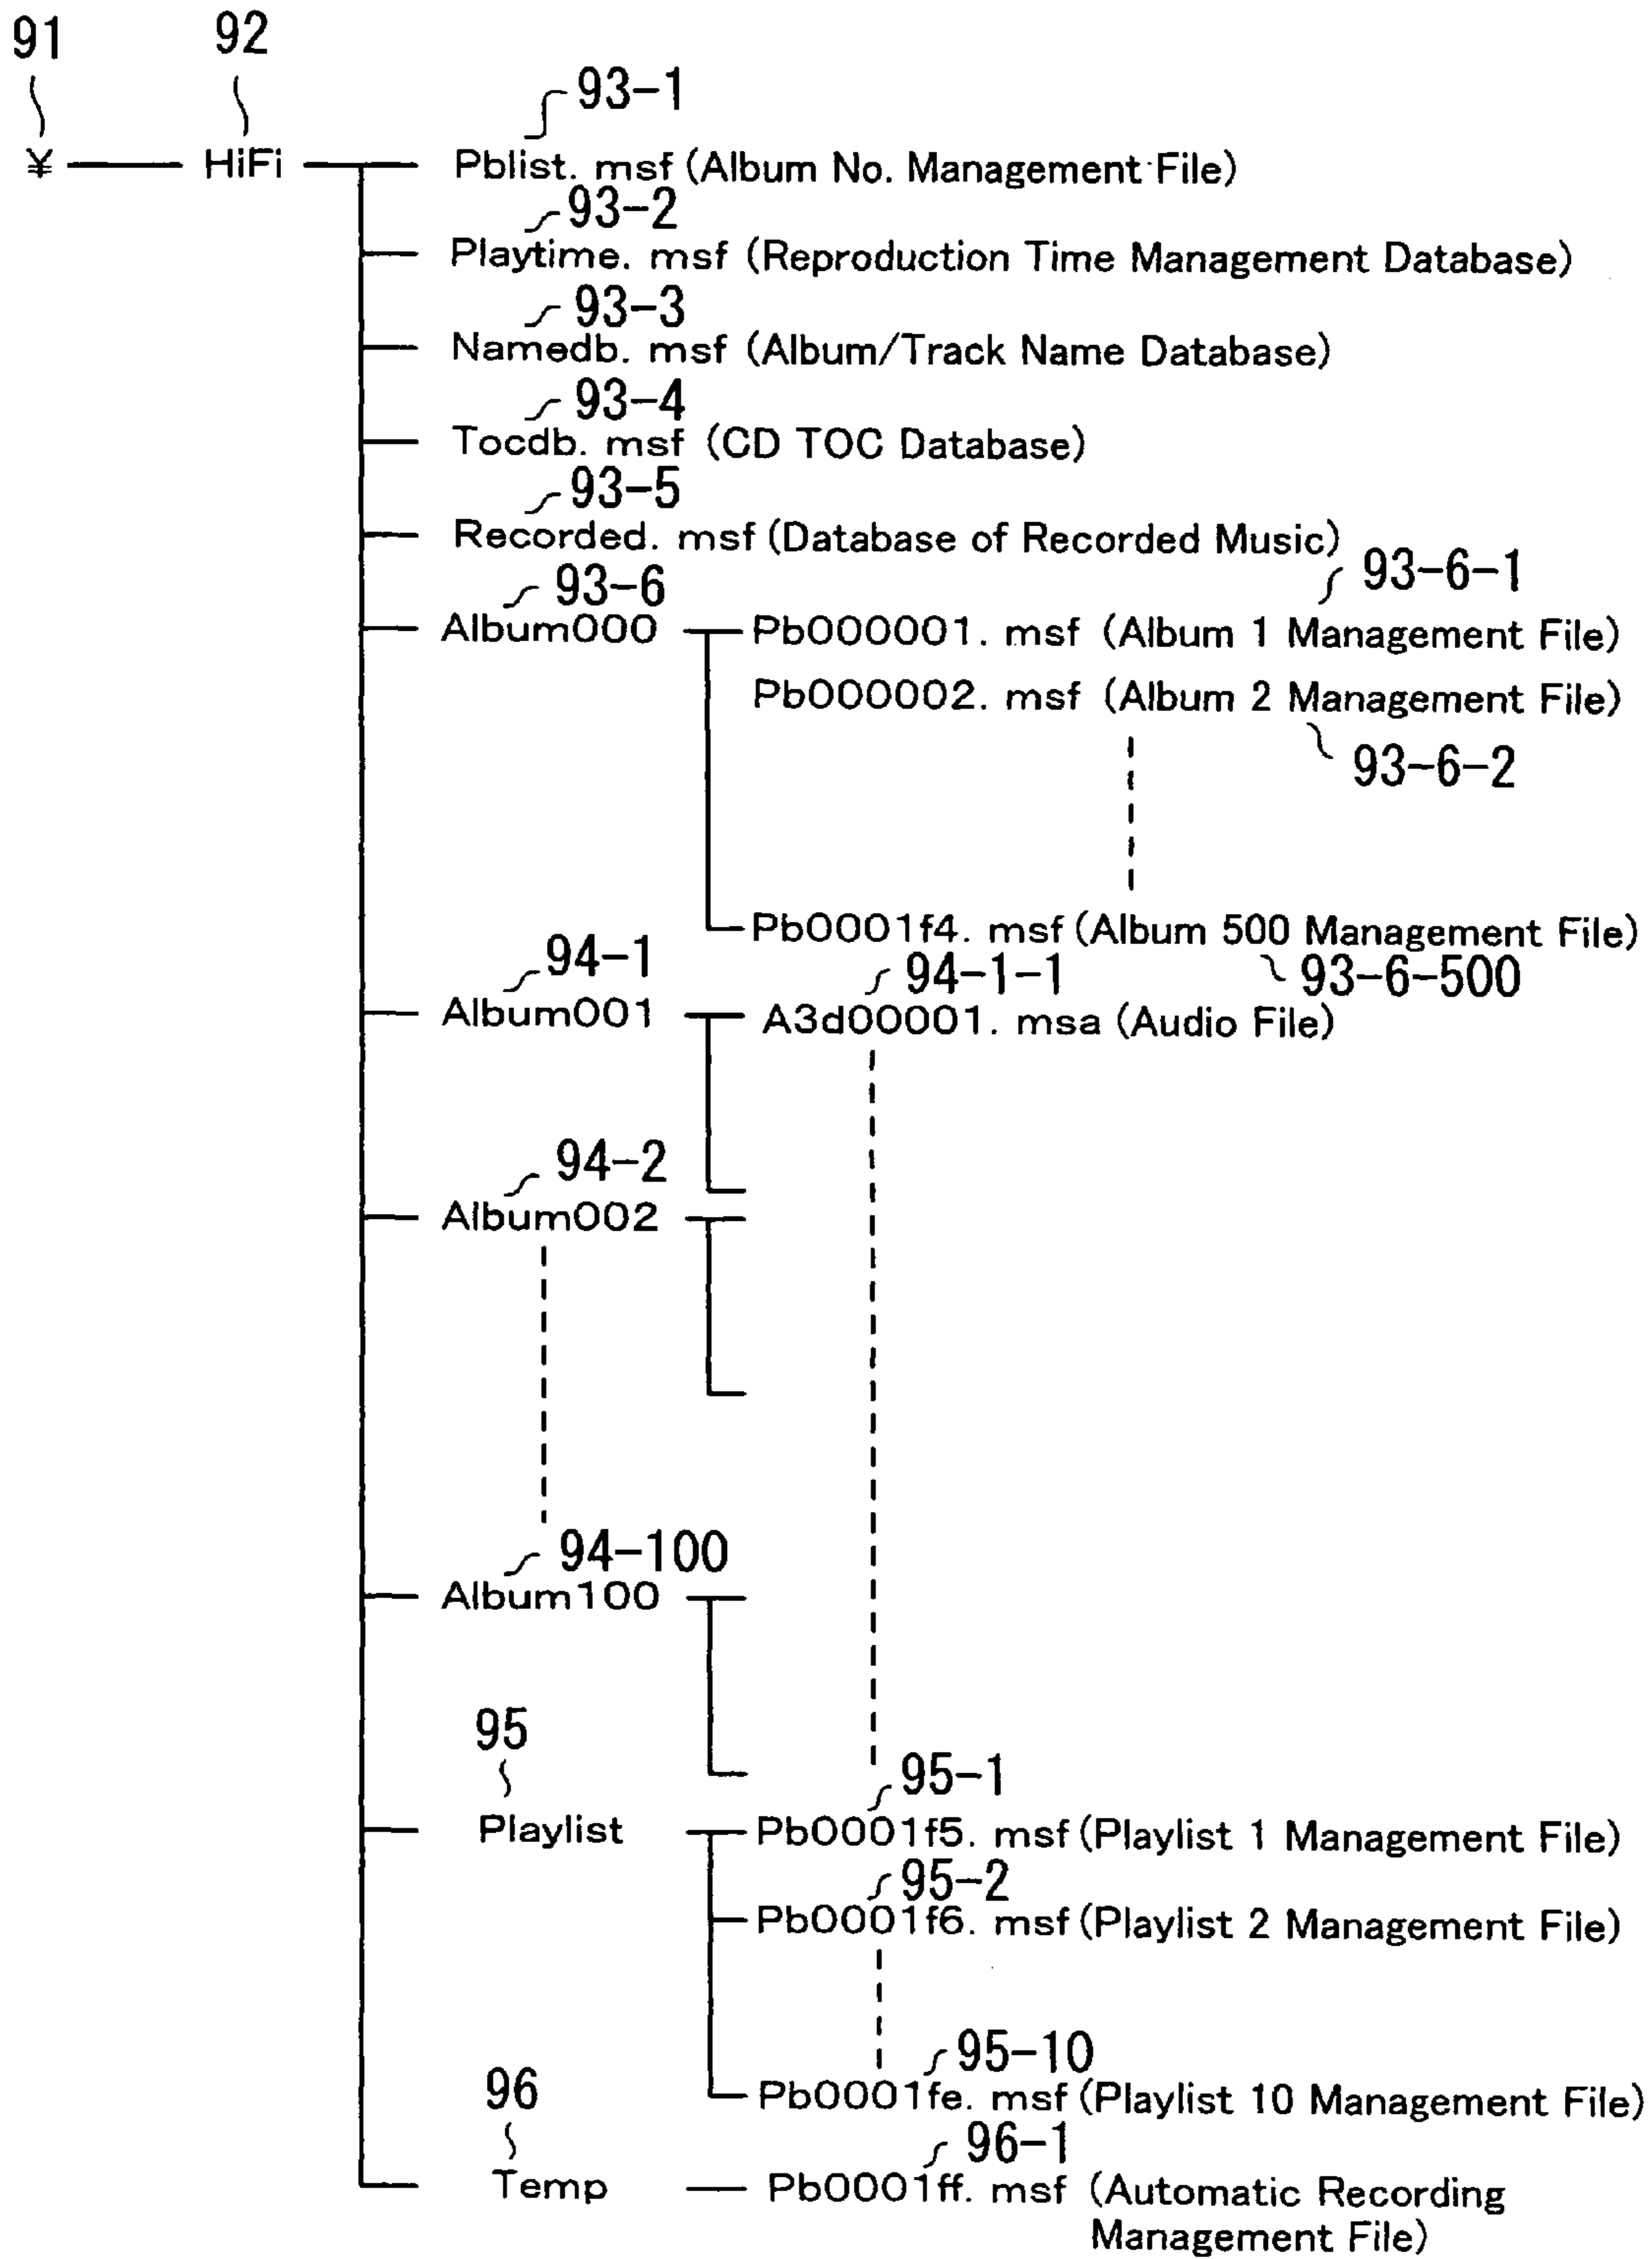 91 92
93-1
¥ HiFi Pblist. msf (Album No. Management File)
93-2
Playtime. msf (Reproduction Time Management Database)
93-3
Namedb. msf (Album/Track Name Database)
93-4
Tocdb. msf (CD TOC Database)
93-5
Recorded. msf (Database of Recorded Music)
93-6 93-6-1
Album000 Pb000001. msf (Album 1 Management File)
Pb000002. msf (Album 2 Management File)
93-6-2
Pb0001f4. msf (Album 500 Management File)
94-1 94-1-1 93-6-500
Album001 A3d00001. msa (Audio File)
94-2
Album002
94-100
Album100
95 95-1
Playlist Pb0001f5. msf (Playlist 1 Management File)
95-2
Pb0001f6. msf (Playlist 2 Management File)
95-10
Pb0001fe. msf (Playlist 10 Management File)
96 96-1
Temp Pb0001ff. msf (Automatic Recording
Management File)